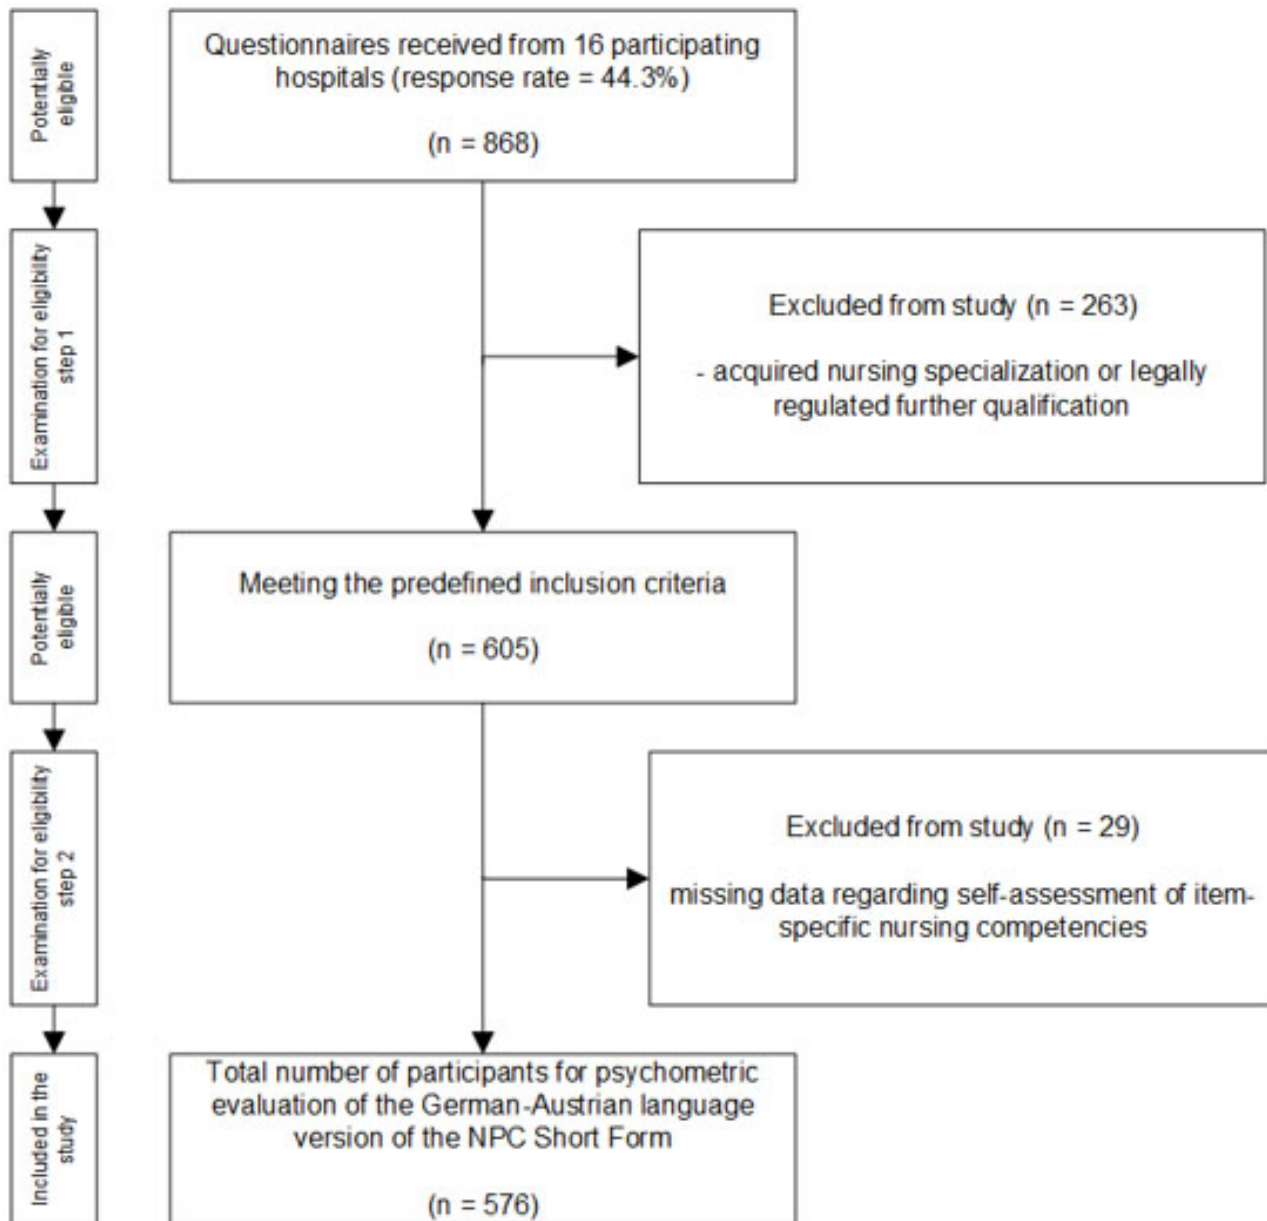 Potentially
eligible
Questionnaires received from 16 participating
hospitals (response rate = 44.3%)
(n = 868)
Examination for eligibility
step 1
Excluded from study (n = 263)
- acquired nursing specialization or legally
regulated further qualification
Potentially
eligible
Meeting the predefined inclusion criteria
(n = 605)
Examination for eligibility
step 2
Excluded from study (n = 29)
missing data regarding self-assessment of item-
specific nursing competencies
Included in the
study
Total number of participants for psychometric
evaluation of the German-Austrian language
version of the NPC Short Form
(n = 576)